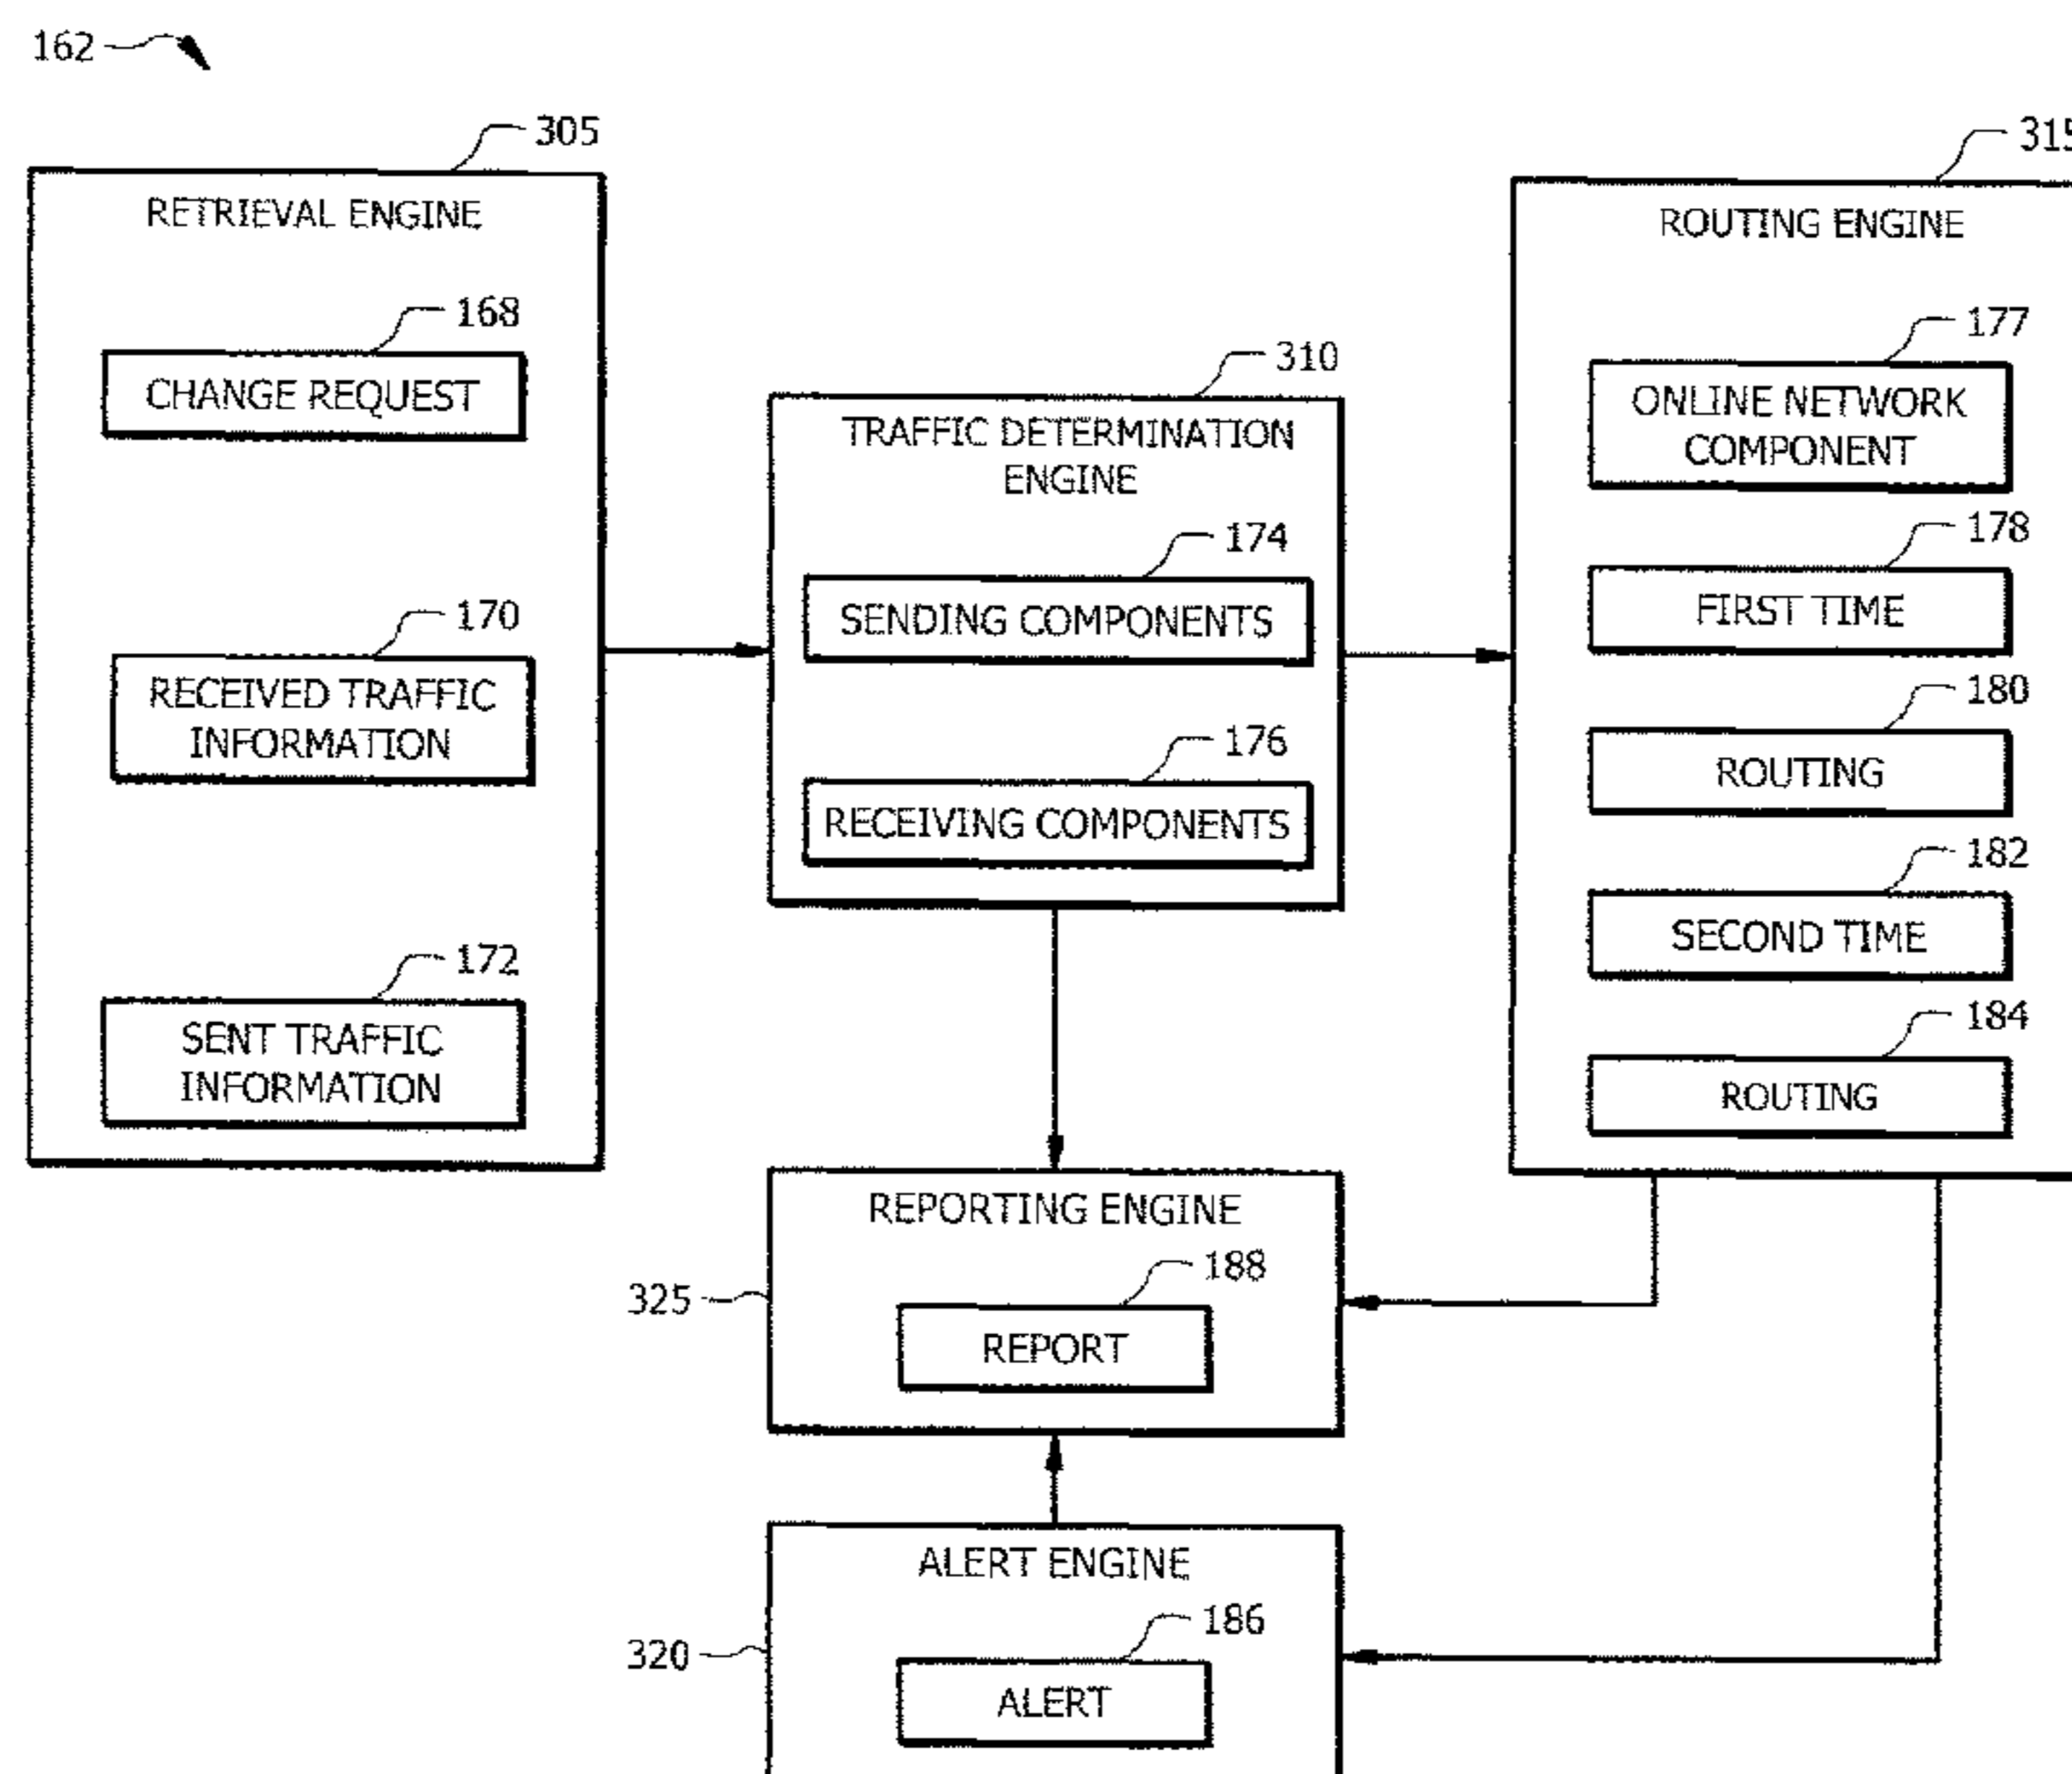 162
305
RETRIEVAL ENGINE
168
CHANGE REQUEST
170
RECEIVED TRAFFIC
INFORMATION
172
SENT TRAFFIC
INFORMATION
310
TRAFFIC DETERMINATION
ENGINE
174
SENDING COMPONENTS
176
RECEIVING COMPONENTS
315
ROUTING ENGINE
177
ONLINE NETWORK
COMPONENT
178
FIRST TIME
180
ROUTING
182
SECOND TIME
184
ROUTING
REPORTING ENGINE
325
188
REPORT
ALERT ENGINE
320
186
ALERT